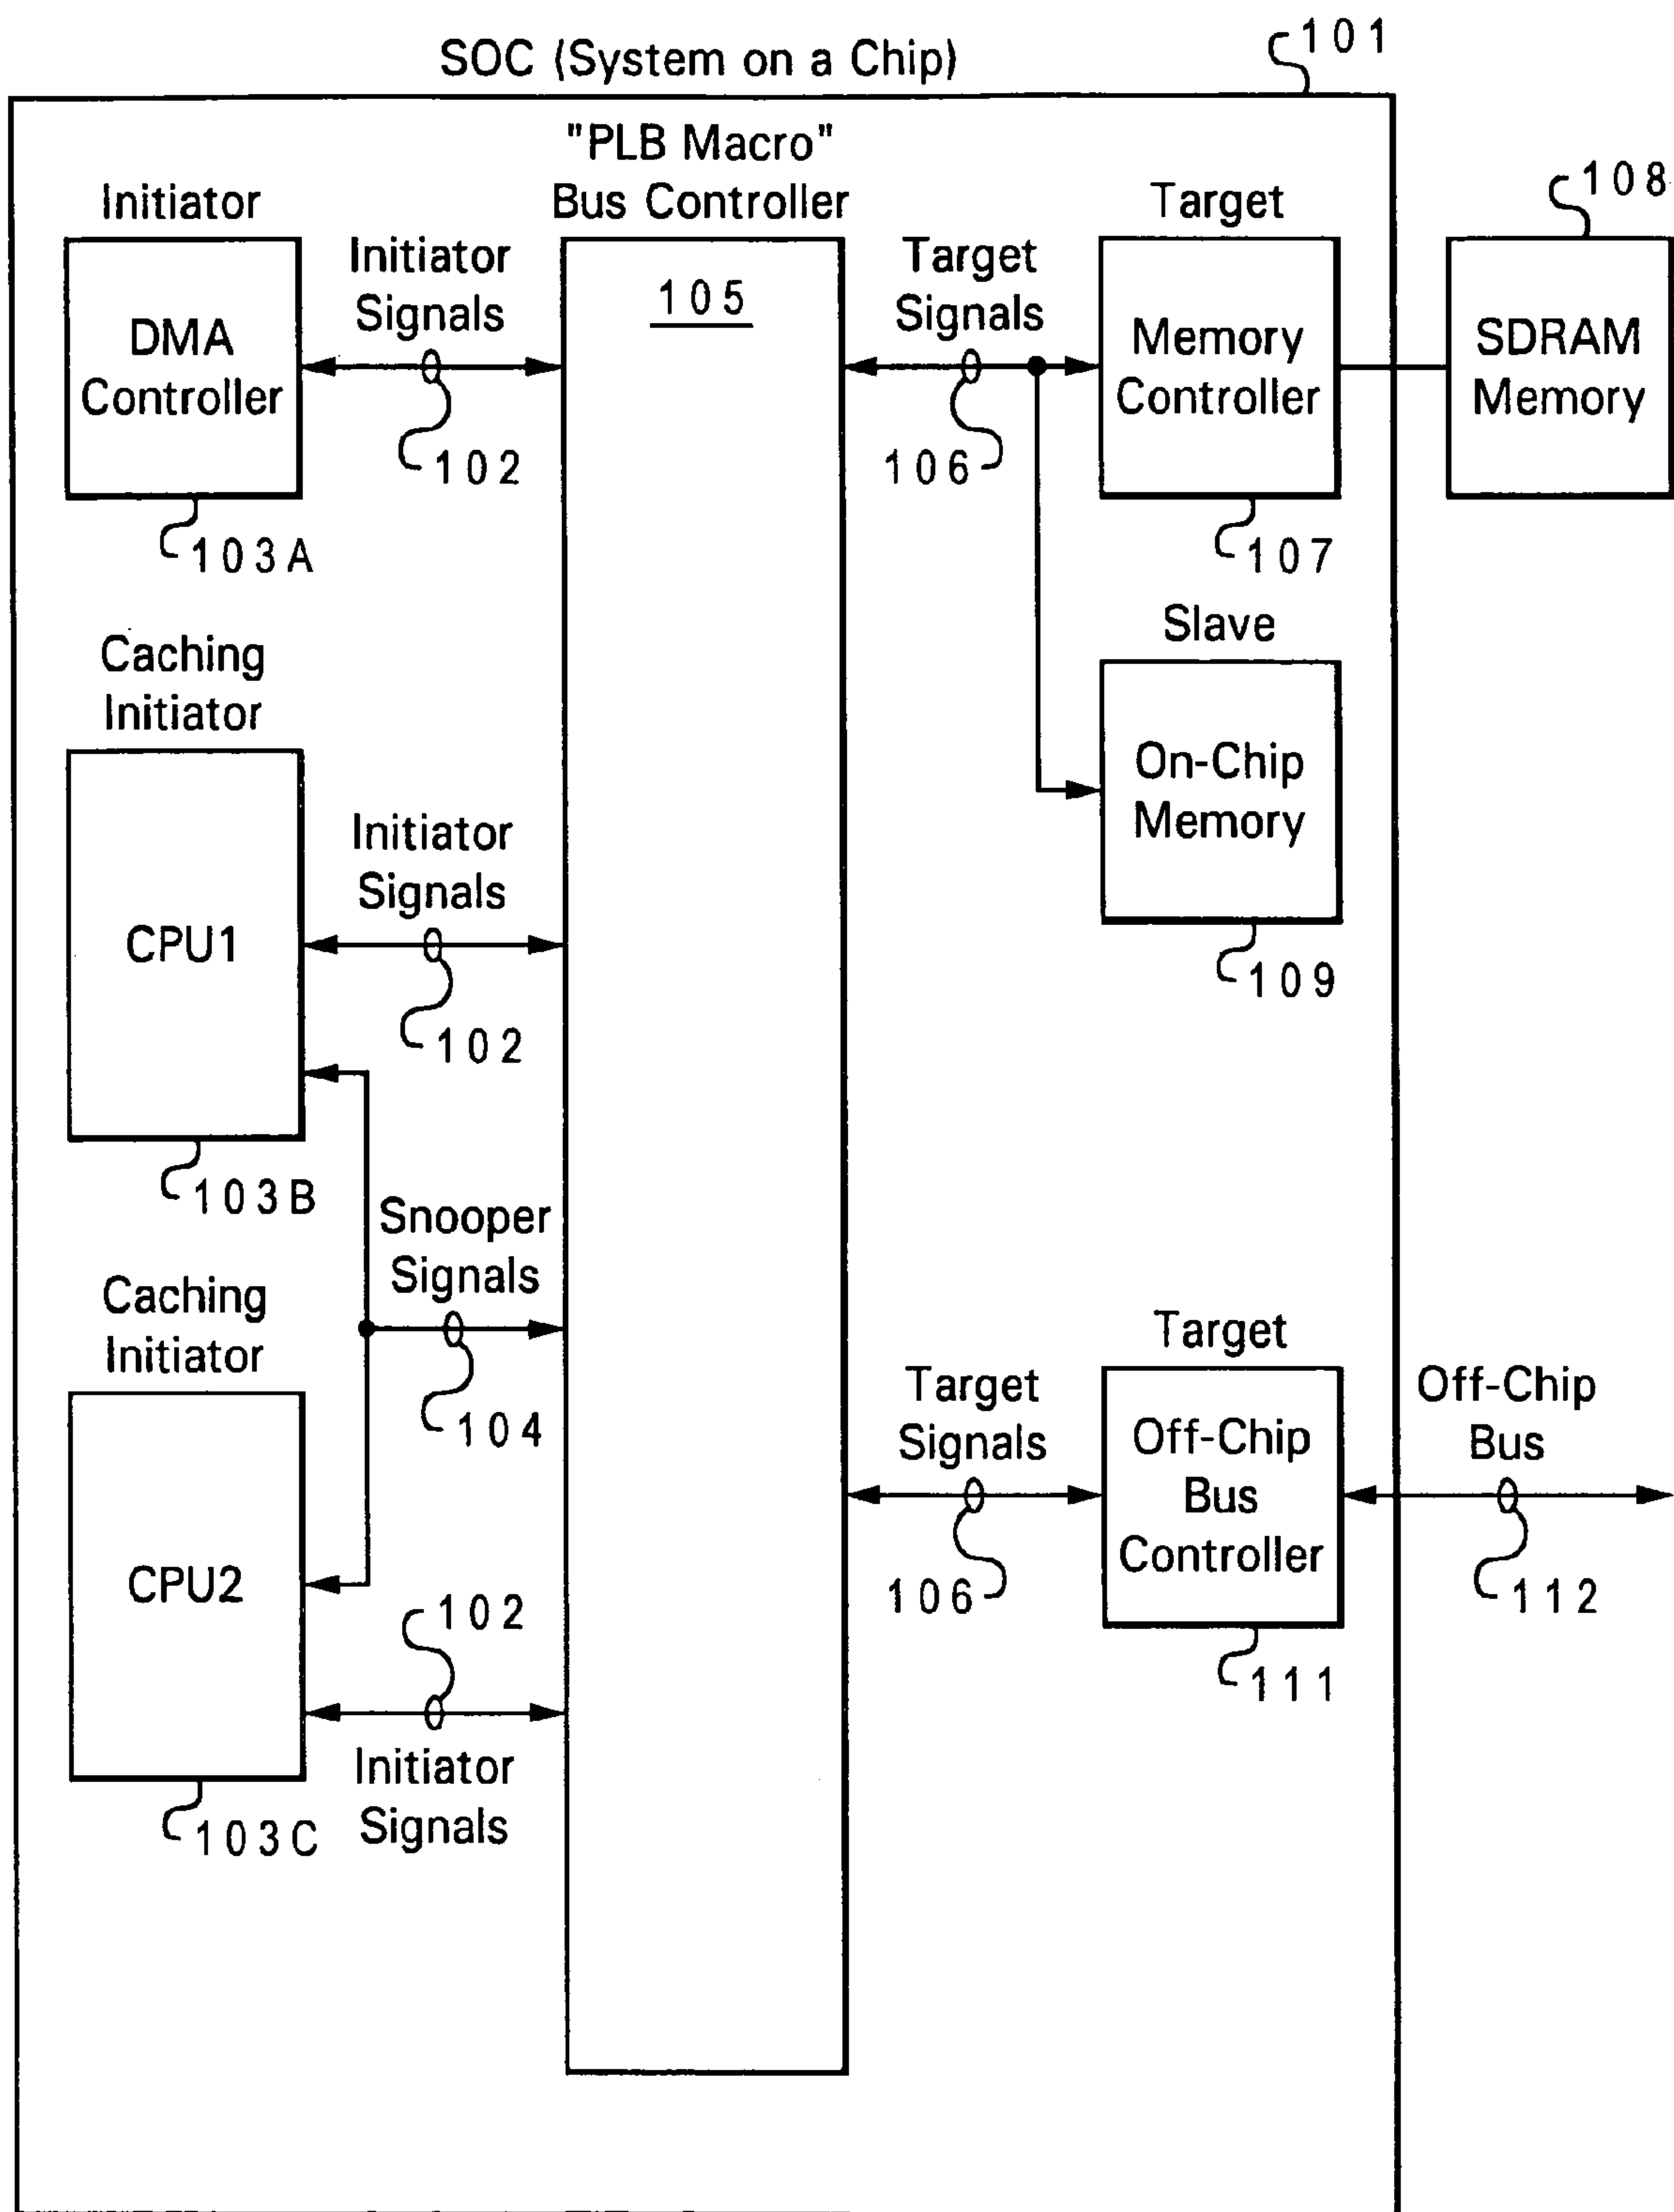 SOC (System on a Chip)
101
"PLB Macro"
Bus Controller
105
Initiator
DMA
Controller
103A
Initiator
Signals
102
Target
Signals
106
Target
Memory
Controller
107
108
SDRAM
Memory
Slave
On-Chip
Memory
109
Caching
Initiator
CPU1
103B
Initiator
Signals
102
Snooper
Signals
104
Caching
Initiator
CPU2
103C
102
Initiator
Signals
Target
Signals
106
Target
Off-Chip
Bus
Controller
111
Off-Chip
Bus
112